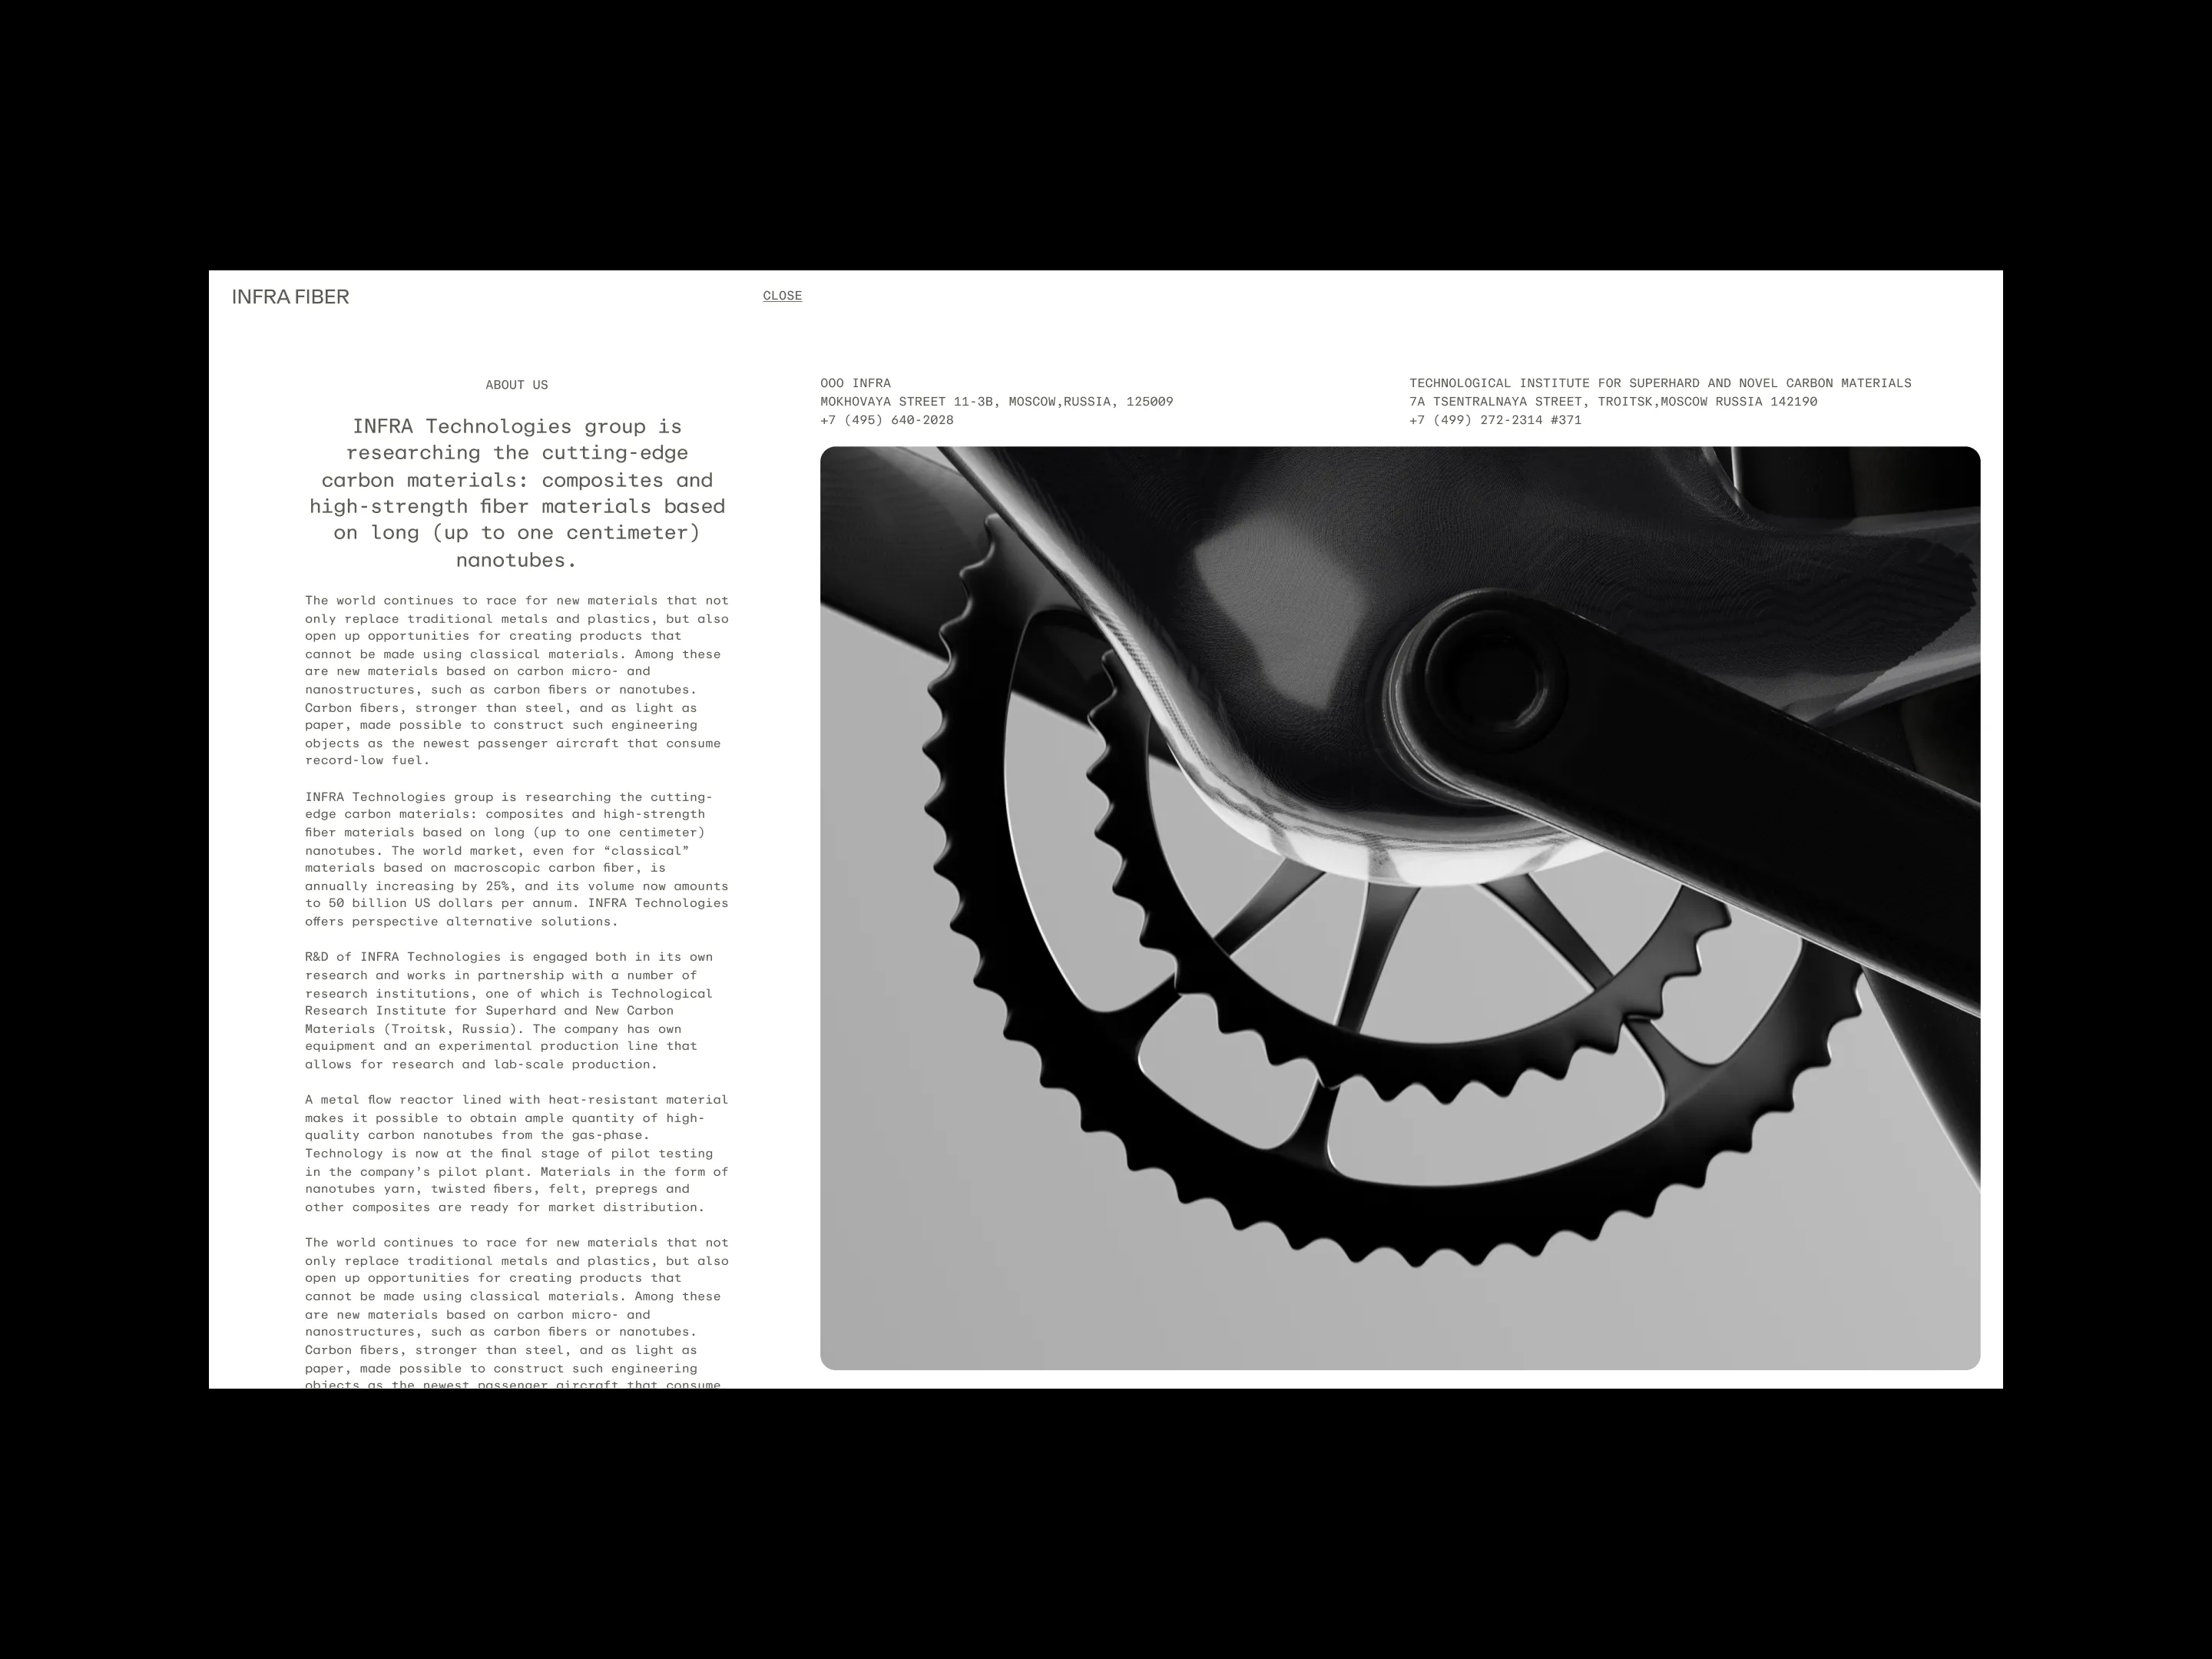 INFRA FIBER
CLOSE
ABOUT US
INFRA Technologies group is
researching the cutting-edge
carbon materials: composites and
high-strength fiber materials based
on long (up to one centimeter)
nanotubes.
The world continues to race for new materials that not
only replace traditional metals and plastics, but also
open up opportunities for creating products that
cannot be made using classical materials. Among these
are new materials based on carbon micro- and
nanostructures, such as carbon fibers or nanotubes.
Carbon fibers, stronger than steel, and as light as
paper, made possible to construct such engineering
objects as the newest passenger aircraft that consume
record-low fuel.
INFRA Technologies group is researching the cutting-
edge carbon materials: composites and high-strength
fiber materials based on long (up to one centimeter)
nanotubes. The world market, even for “classical”
materials based on macroscopic carbon fiber, is
annually increasing by 25%, and its volume now amounts
to 50 billion US dollars per annum. INFRA Technologies
offers perspective alternative solutions.
R&D of INFRA Technologies is engaged both in its own
research and works in partnership with a number of
research institutions, one of which is Technological
Research Institute for Superhard and New Carbon
Materials (Troitsk, Russia). The company has own
equipment and an experimental production line that
allows for research and lab-scale production.
A metal flow reactor lined with heat-resistant material
makes it possible to obtain ample quantity of high-
quality carbon nanotubes from the gas-phase.
Technology is now at the final stage of pilot testing
in the company’s pilot plant. Materials in the form of
nanotubes yarn, twisted fibers, felt, prepregs and
other composites are ready for market distribution.
The world continues to race for new materials that not
only replace traditional metals and plastics, but also
open up opportunities for creating products that
cannot be made using classical materials. Among these
are new materials based on carbon micro- and
nanostructures, such as carbon fibers or nanotubes.
Carbon fibers, stronger than steel, and as light as
paper, made possible to construct such engineering
objects as the newest passenger aircraft that consume
OOO INFRA
MOKHOVAYA STREET 11-3B, MOSCOW,RUSSIA, 125009
+7 (495) 640-2028
TECHNOLOGICAL INSTITUTE FOR SUPERHARD AND NOVEL CARBON MATERIALS
7A TSENTRALNAYA STREET, TROITSK,MOSCOW RUSSIA 142190
+7 (499) 272-2314 #371